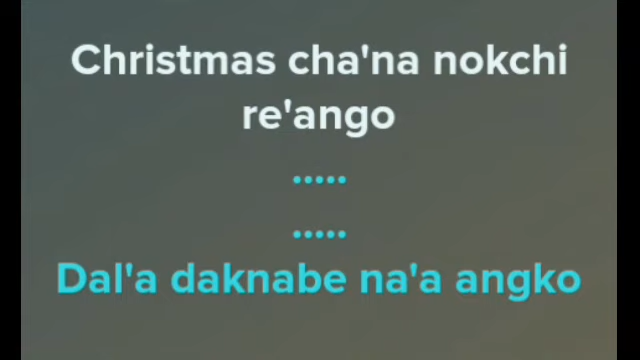 Christmas cha'na nokchi
re'ango
.....
.....
Dal'a daknabe na'a angko